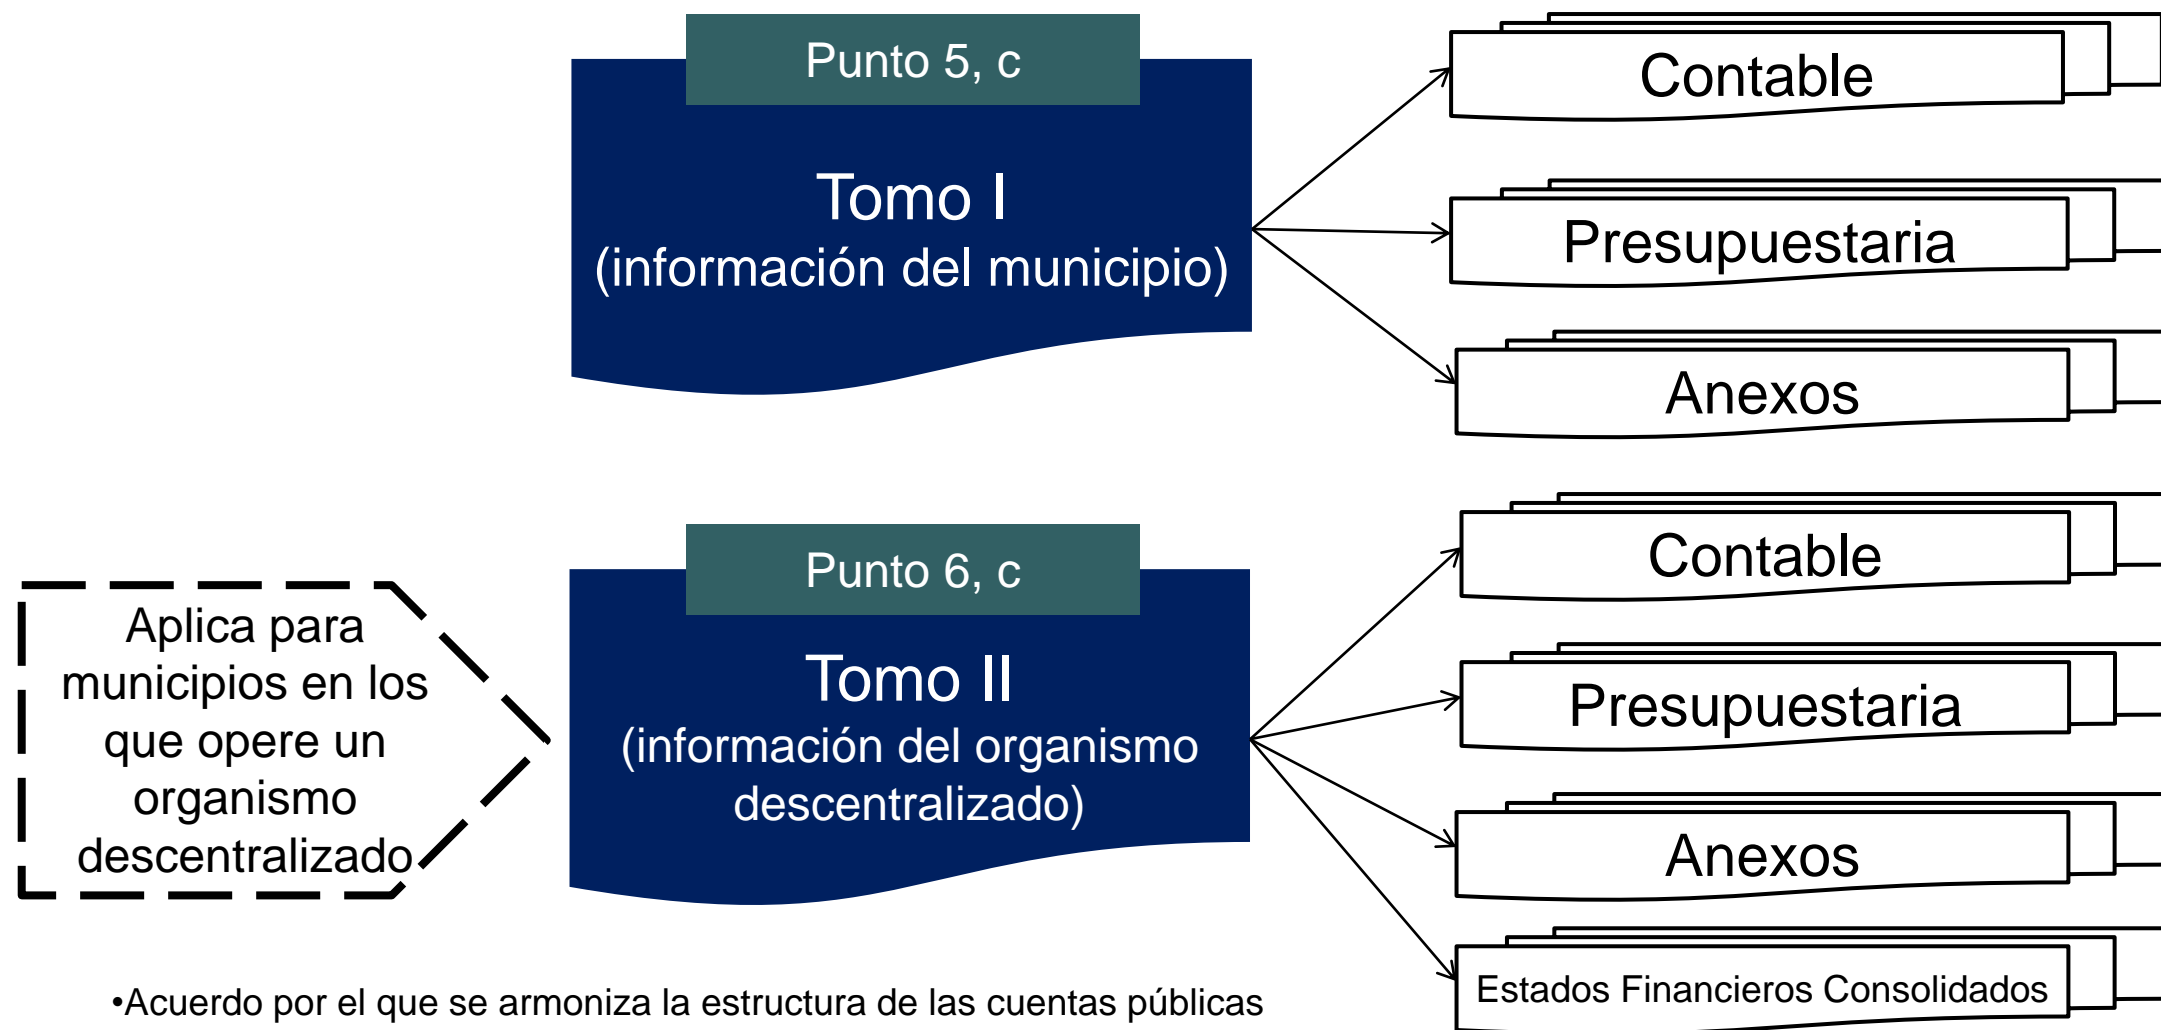 Punto 5, c
Tomo I
(información del municipio)
Contable
Presupuestaria
Anexos
Aplica para
municipios en los
que opere un
organismo
descentralizado
Punto 6, c
Tomo II
(información del organismo
descentralizado)
Contable
Presupuestaria
Anexos
Estados Financieros Consolidados
•Acuerdo por el que se armoniza la estructura de las cuentas públicas